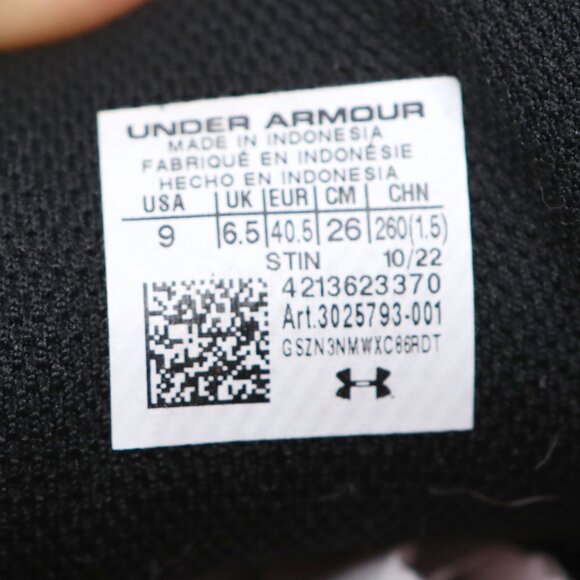 UNDER ARMOUR
MADE IN INDONESIA
FABRIQUÉ EN INDONÉSIE
HECHO EN INDONESIA
USA UK EUR CM CHN
9 6.5 40.5 26 260(1.5)
STIN 10/22
4213623370
Art.3025793-001
GSZN3NMWXC66RDT